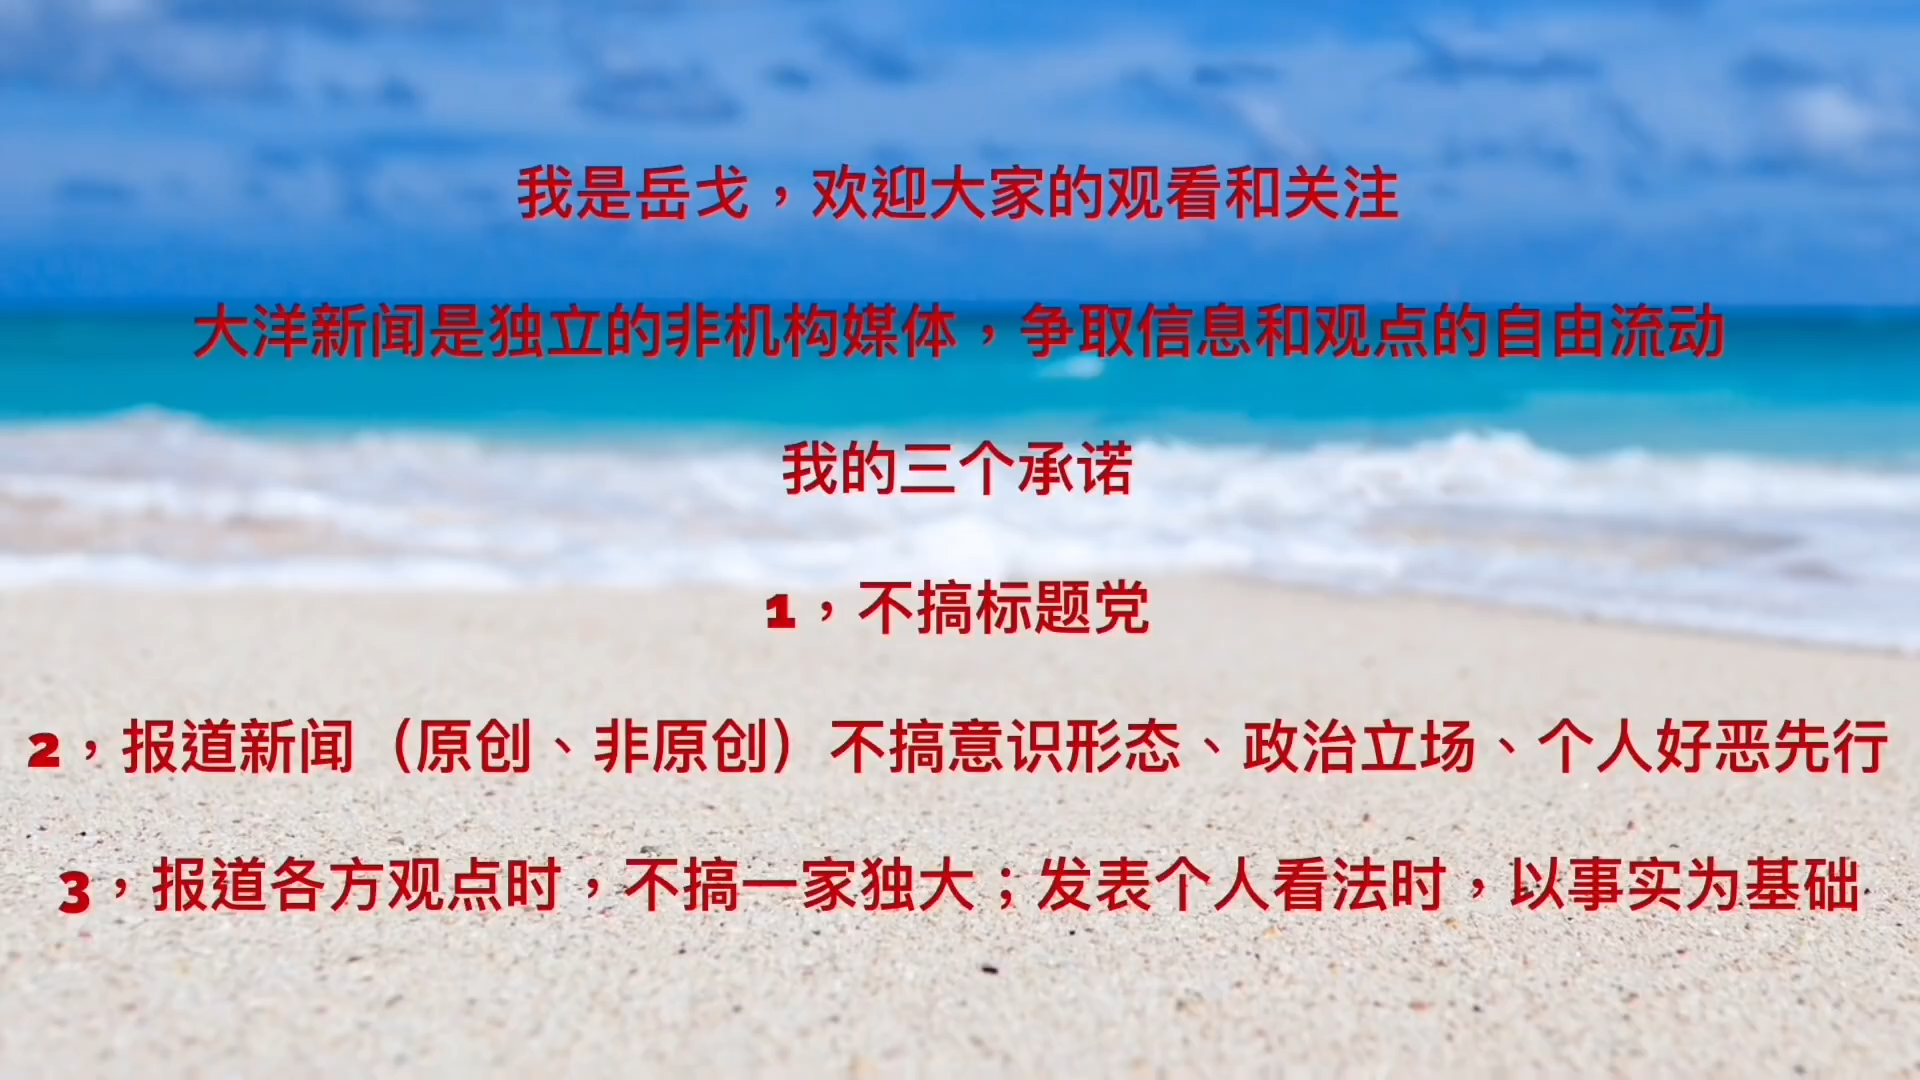 我是岳戈，欢迎大家的观看和关注
大洋新闻是独立的非机构媒体，争取信息和观点的自由流动
我的三个承诺
1，不搞标题党
2，报道新闻（原创、非原创）不搞意识形态、政治立场、个人好恶先行
3，报道各方观点时，不搞一家独大；发表个人看法时，以事实为基础